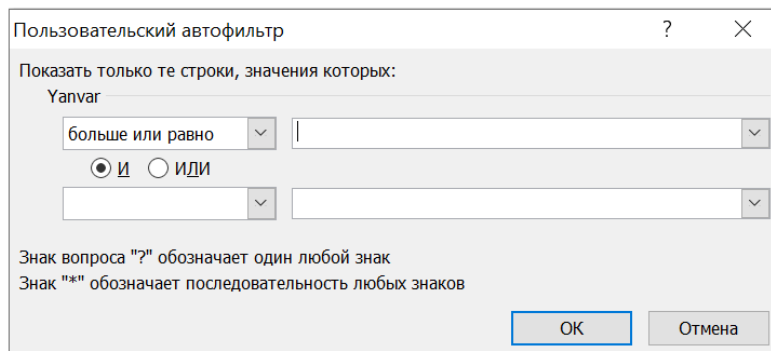 Пользовательский автофильтр ?
Показать только те строки, значения которых:
Yanvar
больше или равно
И ИЛИ
Знак вопроса "?" обозначает один любой знак
Знак "*" обозначает последовательность любых знаков
OK Отмена